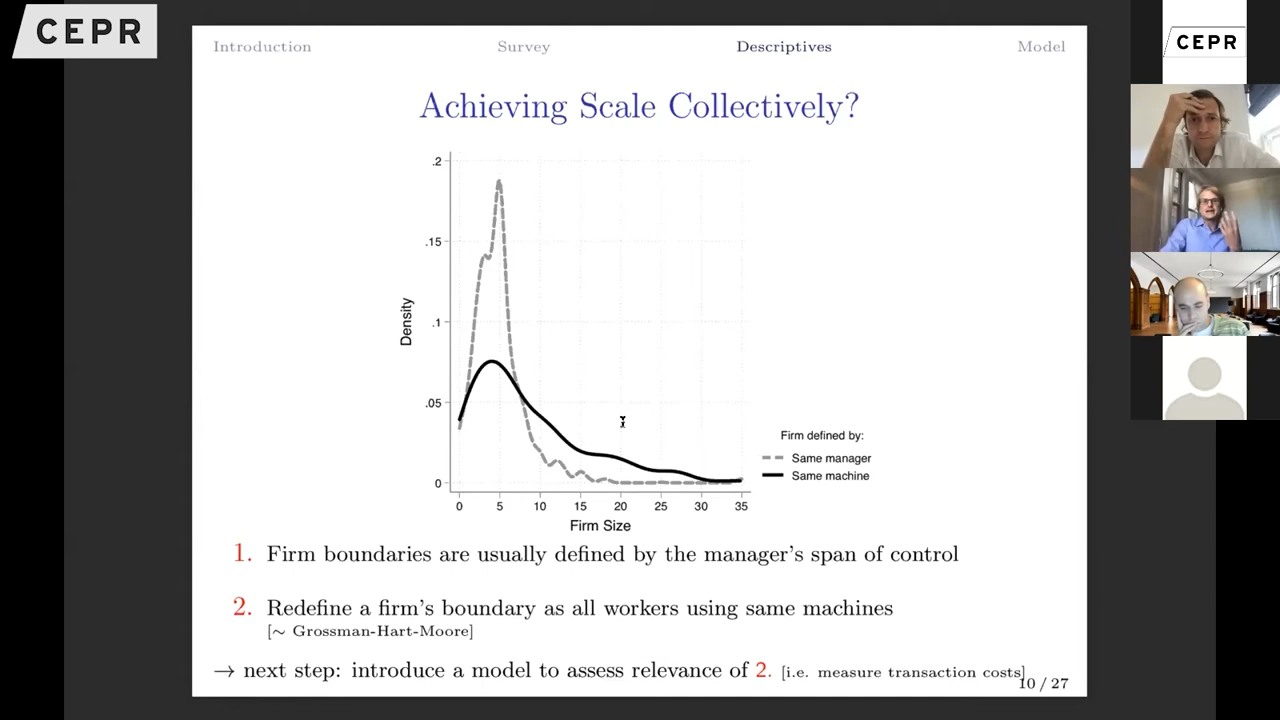 CEPR
CEPR
Introduction Survey Descriptives Model
Achieving Scale Collectively?
.2
.15
.1
.05
0
Density
0 5 10 15 20 25 30 35
Firm Size
Firm defined by:
Same manager
Same machine
1. Firm boundaries are usually defined by the manager's span of control
2. Redefine a firm's boundary as all workers using same machines
[∼ Grossman-Hart-Moore]
→ next step: introduce a model to assess relevance of 2. [i.e. measure transaction costs]
10 / 27